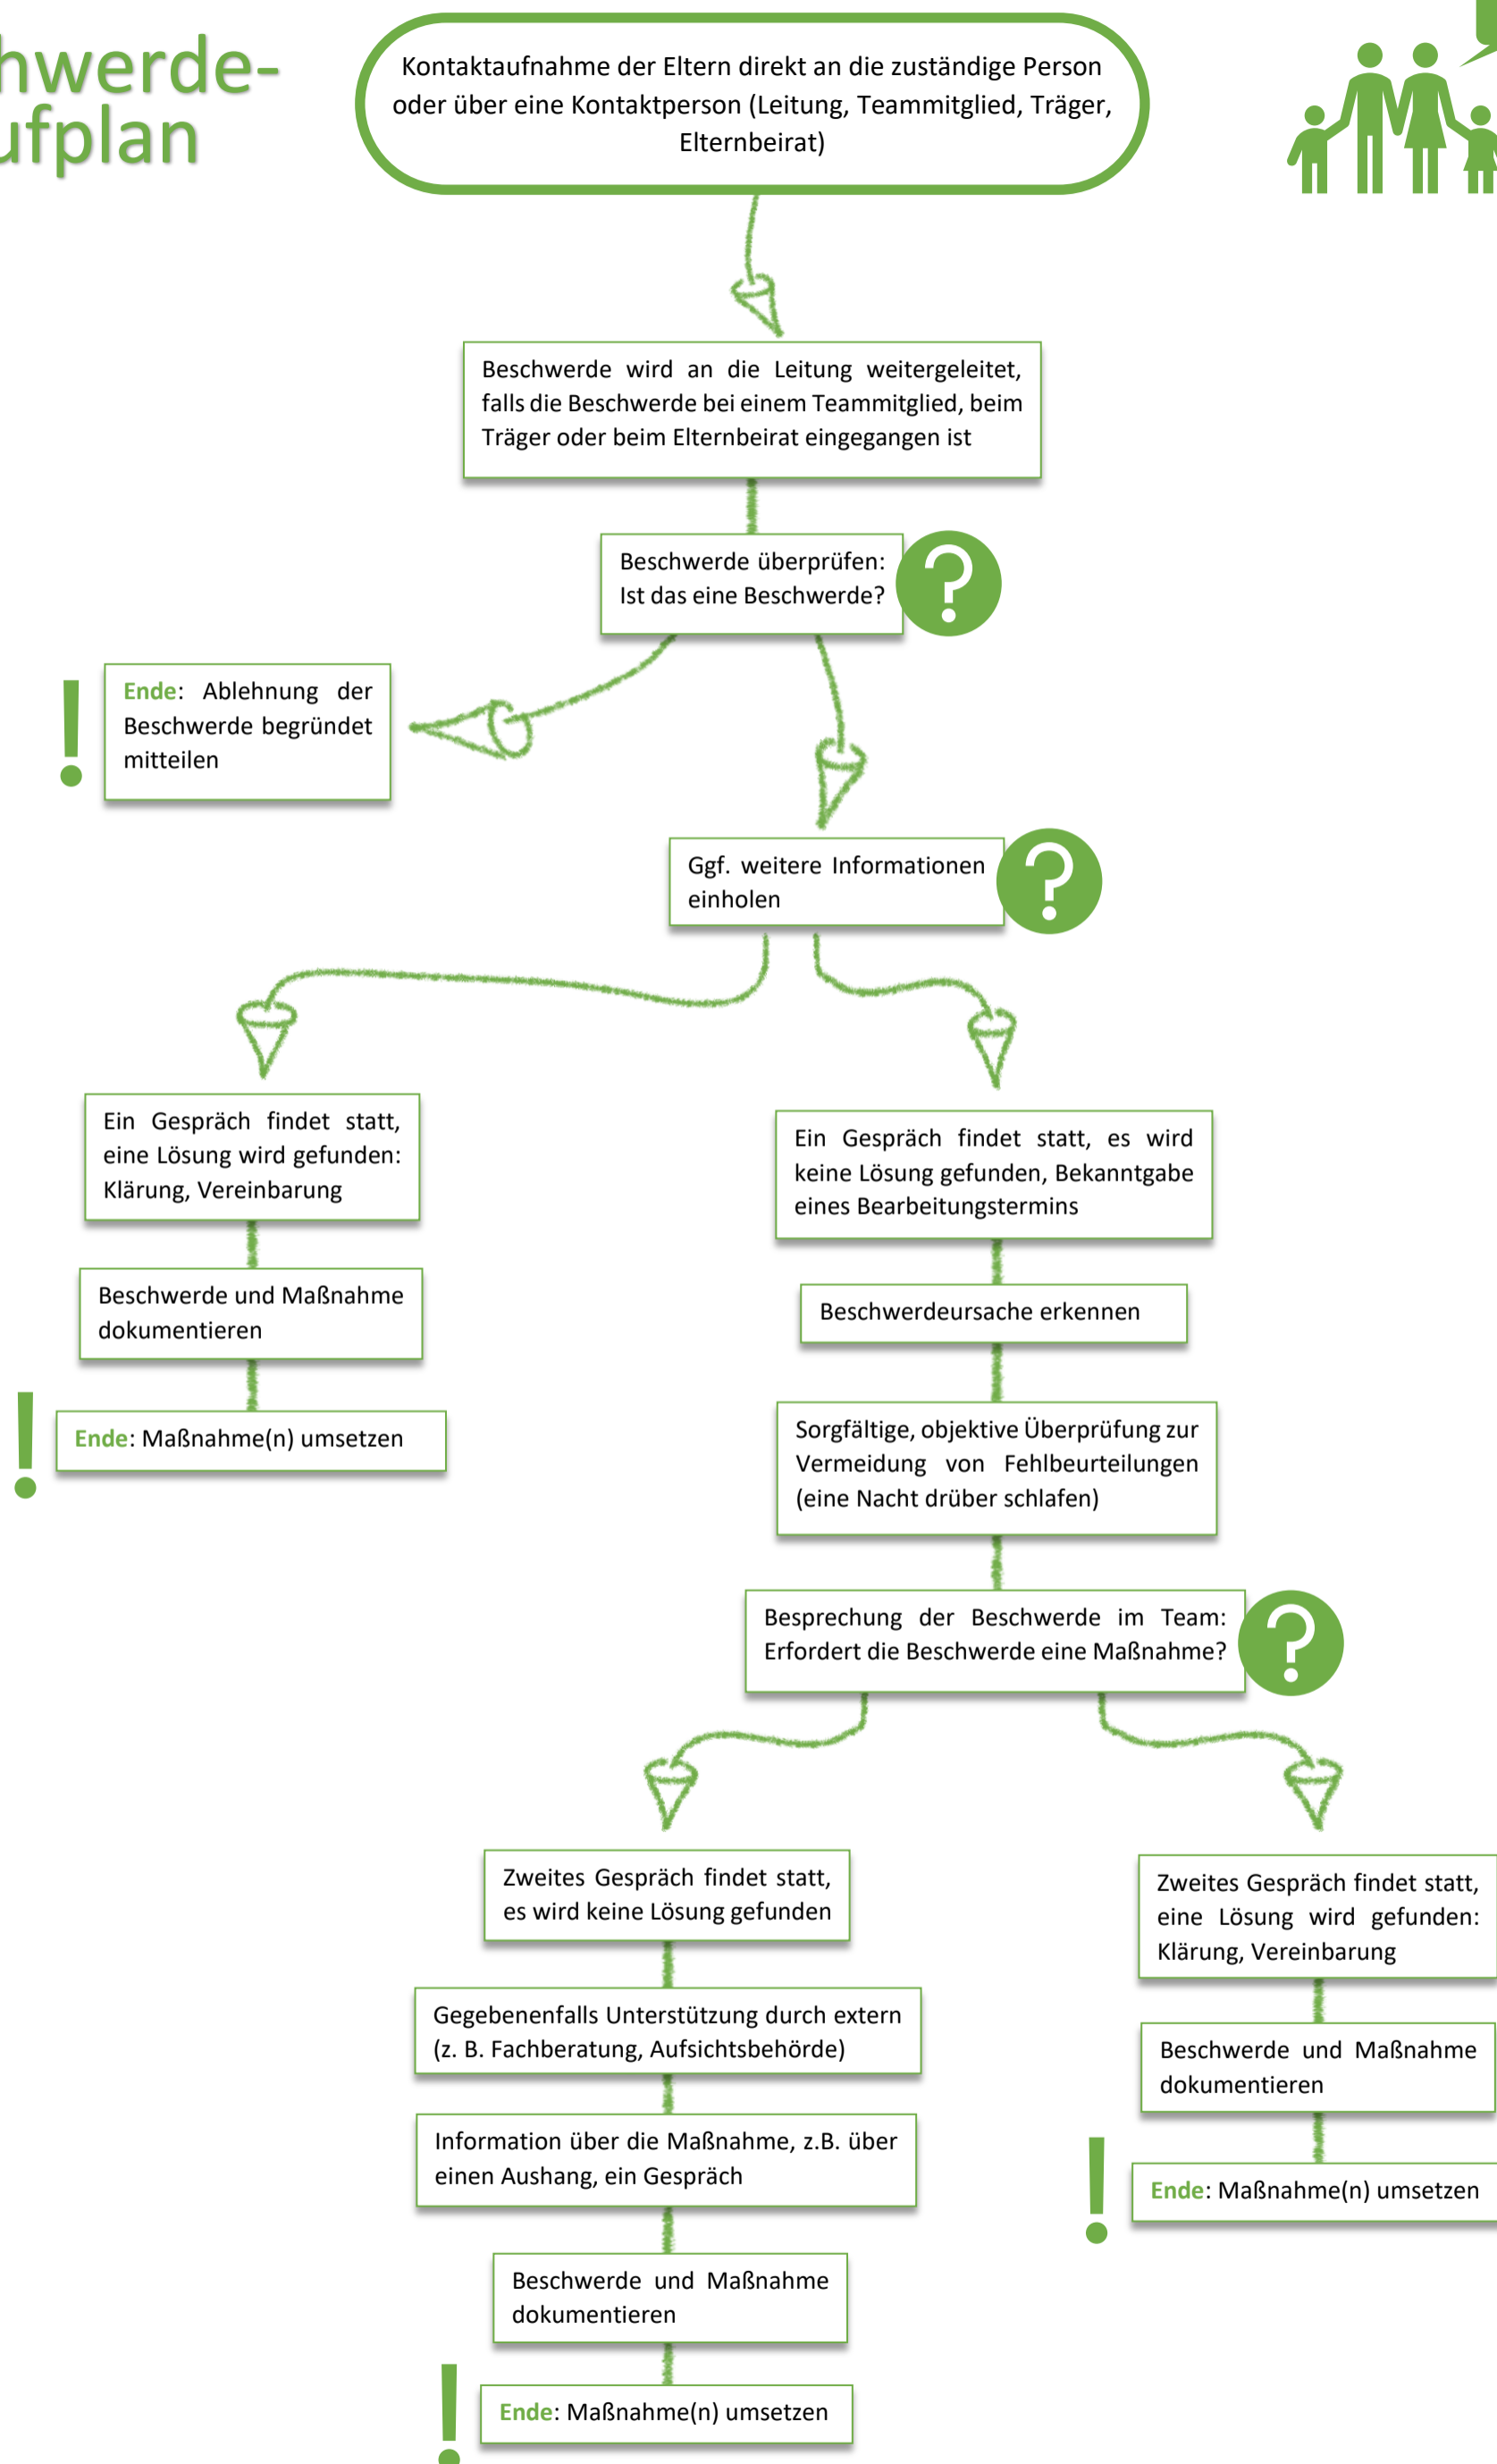 hwerde-
ufplan
Kontaktaufnahme der Eltern direkt an die zuständige Person
oder über eine Kontaktperson (Leitung, Teammitglied, Träger,
Elternbeirat)
Beschwerde wird an die Leitung weitergeleitet,
falls die Beschwerde bei einem Teammitglied, beim
Träger oder beim Elternbeirat eingegangen ist
Beschwerde überprüfen:
Ist das eine Beschwerde?
?
!
Ende: Ablehnung der
Beschwerde begründet
mitteilen
Ggf. weitere Informationen
einholen
?
Ein Gespräch findet statt,
eine Lösung wird gefunden:
Klärung, Vereinbarung
Beschwerde und Maßnahme
dokumentieren
!
Ende: Maßnahme(n) umsetzen
Ein Gespräch findet statt, es wird
keine Lösung gefunden, Bekanntgabe
eines Bearbeitungstermins
Beschwerdeursache erkennen
Sorgfältige, objektive Überprüfung zur
Vermeidung von Fehlbeurteilungen
(eine Nacht drüber schlafen)
Besprechung der Beschwerde im Team:
Erfordert die Beschwerde eine Maßnahme?
?
Zweites Gespräch findet statt,
es wird keine Lösung gefunden
Gegebenenfalls Unterstützung durch extern
(z. B. Fachberatung, Aufsichtsbehörde)
Information über die Maßnahme, z.B. über
einen Aushang, ein Gespräch
Beschwerde und Maßnahme
dokumentieren
!
Ende: Maßnahme(n) umsetzen
Zweites Gespräch findet statt,
eine Lösung wird gefunden:
Klärung, Vereinbarung
Beschwerde und Maßnahme
dokumentieren
!
Ende: Maßnahme(n) umsetzen